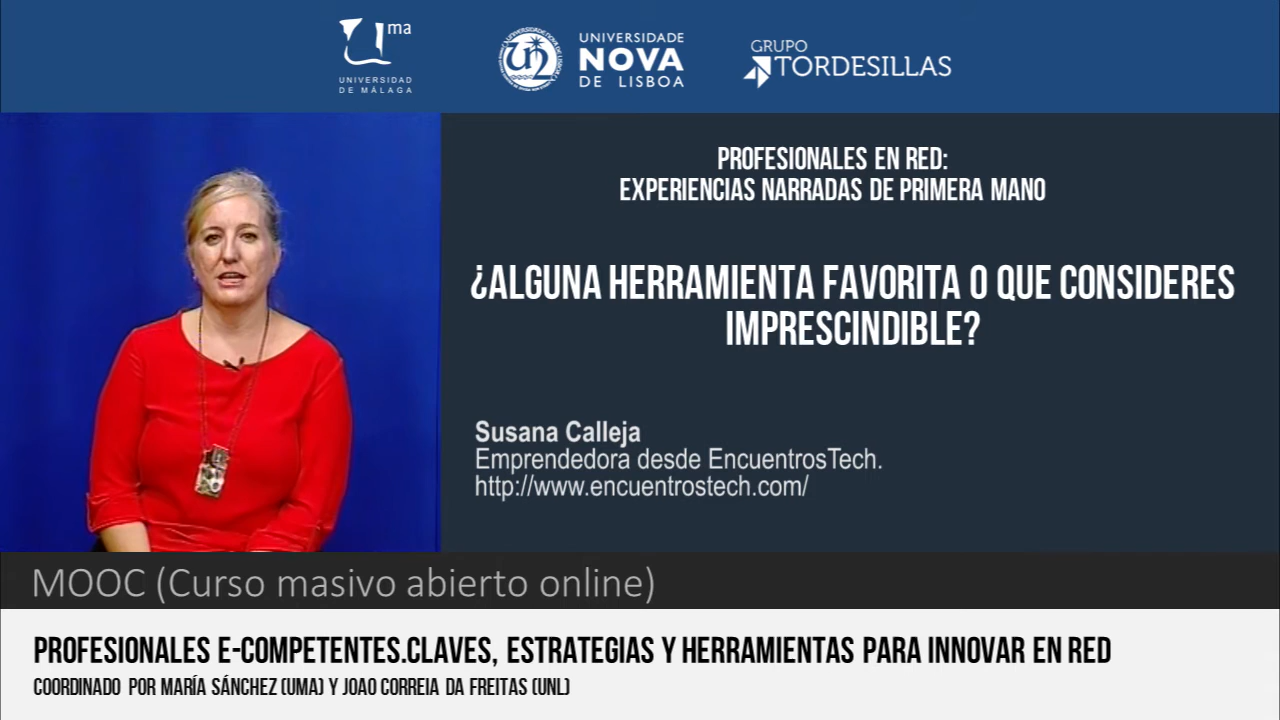 uma
UNIVERSIDAD
DE MÁLAGA
UNIVERSIDADE
NOVA
DE LISBOA
GRUPO
TORDESILLAS
PROFESIONALES EN RED:
EXPERIENCIAS NARRADAS DE PRIMERA MANO
¿ALGUNA HERRAMIENTA FAVORITA O QUE CONSIDERES
IMPRESCINDIBLE?
Susana Calleja
Emprendedora desde EncuentrosTech.
http://www.encuentrostech.com/
MOOC (Curso masivo abierto online)
PROFESIONALES E-COMPETENTES.CLAVES, ESTRATEGIAS Y HERRAMIENTAS PARA INNOVAR EN RED
COORDINADO POR MARÍA SÁNCHEZ (UMA) Y JOAO CORREIA DA FREITAS (UNL)